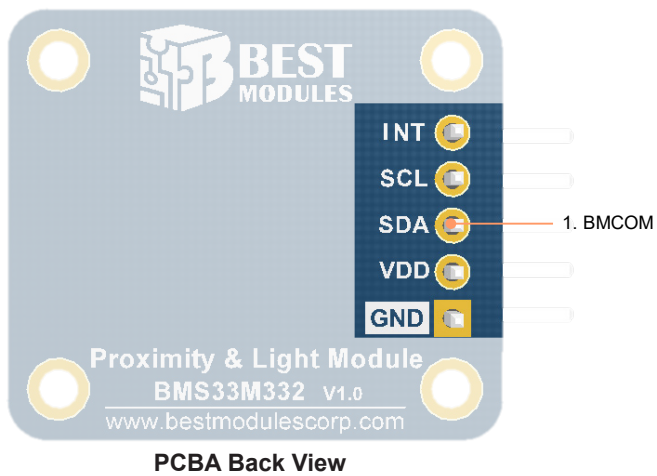 BEST
MODULES
INT
SCL
SDA
1. BMCOM
VDD
GND
Proximity & Light Module
BMS33M332 V1.0
www.bestmodulescorp.com
PCBA Back View